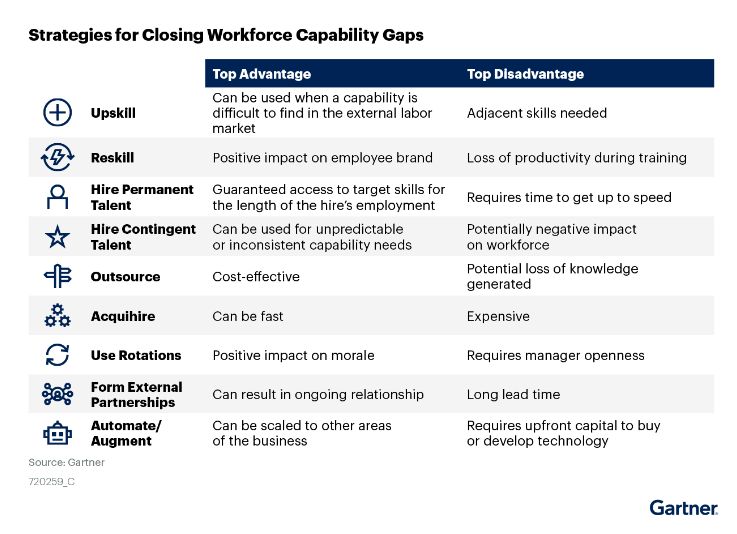 Strategies for Closing Workforce Capability Gaps
Top Advantage
Top Disadvantage
Upskill
Can be used when a capability is
difficult to find in the external labor
market
Adjacent skills needed
Reskill
Positive impact on employee brand
Loss of productivity during training
Hire Permanent
Talent
Guaranteed access to target skills for
the length of the hire's employment
Requires time to get up to speed
Hire Contingent
Talent
Can be used for unpredictable
or inconsistent capability needs
Potentially negative impact
on workforce
Outsource
Cost-effective
Potential loss of knowledge
generated
Acquihire
Can be fast
Expensive
Use Rotations
Positive impact on morale
Requires manager openness
Form External
Partnerships
Can result in ongoing relationship
Long lead time
Automate/
Augment
Can be scaled to other areas
of the business
Requires upfront capital to buy
or develop technology
Source: Gartner
720259_C
Gartner